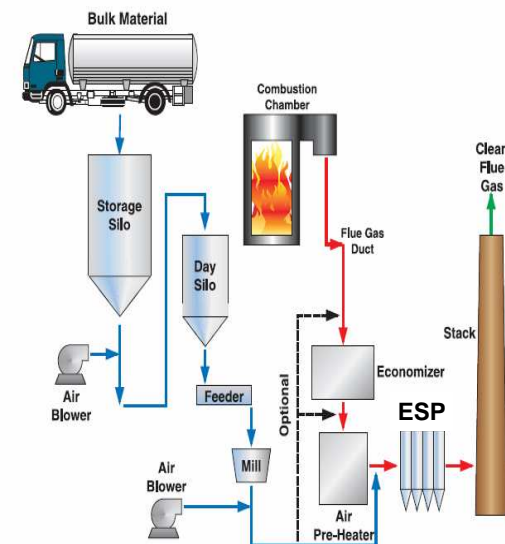 Bulk Material
Combustion
Chamber
Clean
Flue
Gas
Storage
Silo
Flue Gas
Duct
Day
Silo
Stack
Economizer
Air
Blower
Feeder
Optional
ESP
Mill
Air
Blower
Air
Pre-Heater